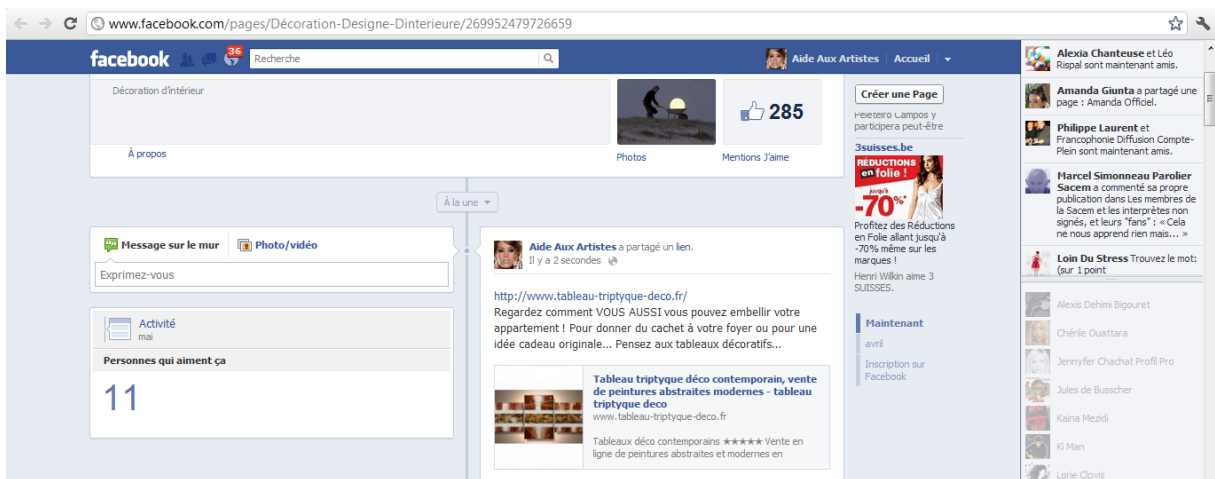 www.facebook.com/pages/Décoration-Designe-Dinterieure/269952479726659
facebook
36
Recherche
Aide Aux Artistes
Accueil
Décoration d'intérieur
À propos
Photos
285
Mentions J'aime
À la une
Message sur le mur
Photo/vidéo
Exprimez-vous
Activité
mai
Personnes qui aiment ça
11
Aide Aux Artistes a partagé un lien.
Il y a 2 secondes
http://www.tableau-triptyque-deco.fr/
Regardez comment VOUS AUSSI vous pouvez embellir votre
appartement ! Pour donner du cachet à votre foyer ou pour une
idée cadeau originale... Pensez aux tableaux décoratifs...
Tableau triptyque déco contemporain, vente
de peintures abstraites modernes - tableau
triptyque deco
www.tableau-triptyque-deco.fr
Tableaux déco contemporains ★★★★★ Vente en
ligne de peintures abstraites et modernes en
Créer une Page
Peleteiro Campos y
participera peut-être
3suisses.be
RÉDUCTIONS
en folie !
jusqu'à
-70%*
Profitez des Réductions
en Folie allant jusqu'à
-70% même sur les
marques !
Henri Wilkin aime 3
SUISSES.
Maintenant
avril
Inscription sur
Facebook
Alexia Chanteuse et Léo
Rispal sont maintenant amis.
Amanda Giunta a partagé une
page : Amanda Officiel.
Philippe Laurent et
Francophonie Diffusion Compte-
Plein sont maintenant amis.
Marcel Simonneau Parolier
Sacem a commenté sa propre
publication dans Les membres de
la Sacem et les interprètes non
signés, et leurs "fans" : « Cela
ne nous apprend rien mais... »
Loin Du Stress Trouvez le mot:
(sur 1 point
Alexis Dehimi Bigouret
Chérile Ouattara
Jennyfer Chachat Profil Pro
Jules de Busscher
Kaina Mezidi
Ki Man
Lorie Clovis